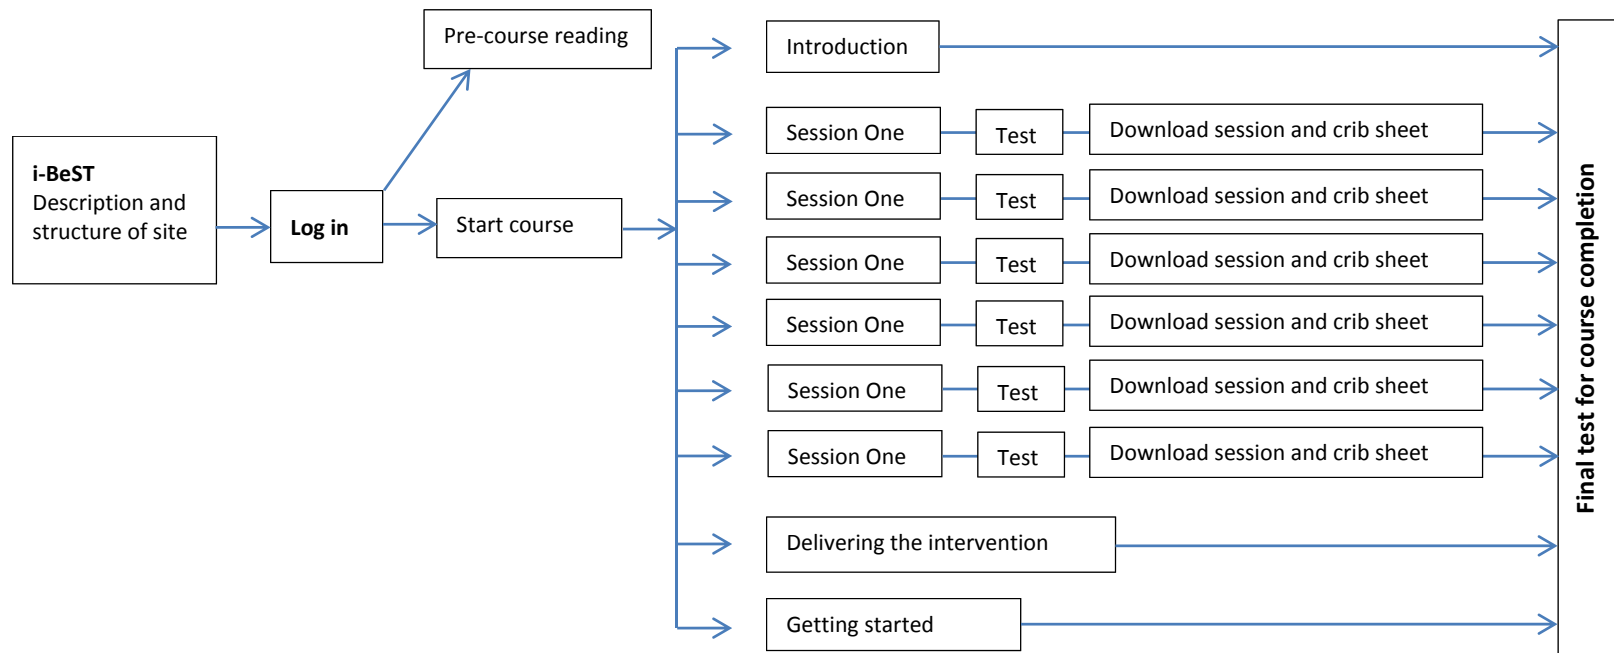 Pre-course reading
i-BeST
Description and
structure of site
Log in
Start course
Introduction
Session One
Test
Download session and crib sheet
Session One
Test
Download session and crib sheet
Session One
Test
Download session and crib sheet
Session One
Test
Download session and crib sheet
Session One
Test
Download session and crib sheet
Session One
Test
Download session and crib sheet
Delivering the intervention
Getting started
Final test for course completion